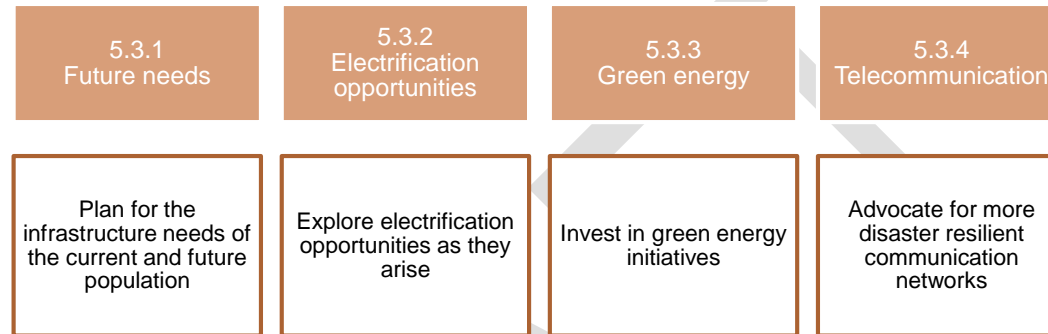 5.3.1
Future needs
5.3.2
Electrification
opportunities
5.3.3
Green energy
5.3.4
Telecommunication
Plan for the
infrastructure needs of
the current and future
population
Explore electrification
opportunities as they
arise
Invest in green energy
initiatives
Advocate for more
disaster resilient
communication
networks